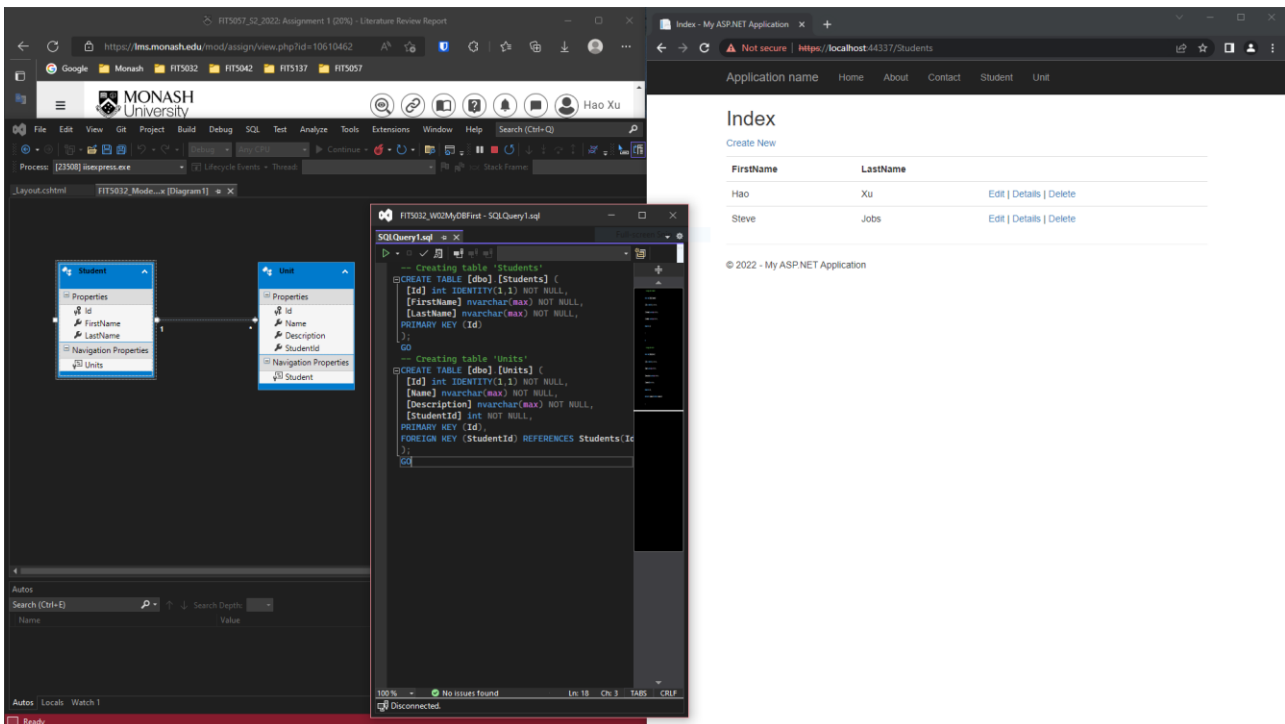 FIT5057_S2_2022: Assignment 1 (20%) - Literature Review Report
https://lms.monash.edu/mod/assign/view.php?id=10610462
Google Monash FIT5032 FIT5042 FIT5137 FIT5057
MONASH
University
Hao Xu
File Edit View Git Project Build Debug SQL Test Analyze Tools Extensions Window Help Search (Ctrl+Q)
Debug Any CPU Continue
Process: [23508] iisexpress.exe Lifecycle Events Thread: Stack Frame:
_Layout.cshtml FIT5032_Mode...x [Diagram1]
Student
Properties
Id
FirstName
LastName
Navigation Properties
Units
1
*
Unit
Properties
Id
Name
Description
StudentId
Navigation Properties
Student
Autos
Search (Ctrl+E) Search Depth:
Name Value
Autos Locals Watch 1
Ready
FIT5032_W02MyDBFirst - SQLQuery1.sql
SQLQuery1.sql
-- Creating table 'Students'
CREATE TABLE [dbo].[Students] (
[Id] int IDENTITY(1,1) NOT NULL,
[FirstName] nvarchar(max) NOT NULL,
[LastName] nvarchar(max) NOT NULL,
PRIMARY KEY (Id)
);
GO
-- Creating table 'Units'
CREATE TABLE [dbo].[Units] (
[Id] int IDENTITY(1,1) NOT NULL,
[Name] nvarchar(max) NOT NULL,
[Description] nvarchar(max) NOT NULL,
[StudentId] int NOT NULL,
PRIMARY KEY (Id),
FOREIGN KEY (StudentId) REFERENCES Students(Id
);
GO
100 % No issues found Ln: 18 Ch: 3 TABS CRLF
Disconnected.
Index - My ASP.NET Application
Not secure | https://localhost:44337/Students
Application name Home About Contact Student Unit
Index
Create New
FirstName LastName
Hao Xu Edit | Details | Delete
Steve Jobs Edit | Details | Delete
© 2022 - My ASP.NET Application